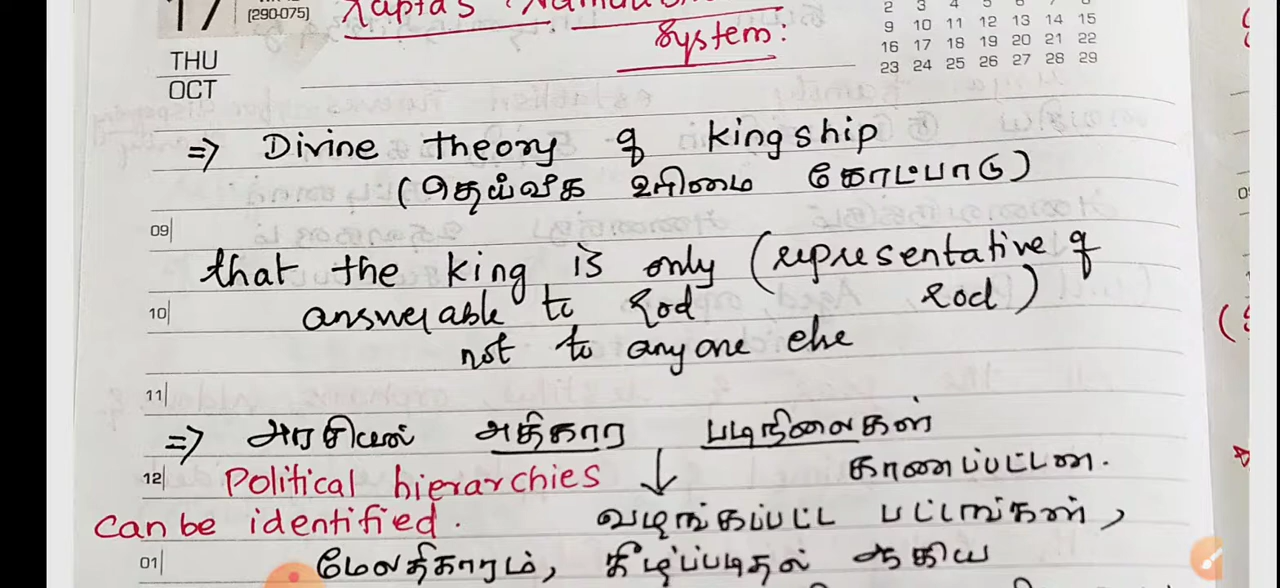 17
[290-075]
THU
OCT
System:
2 3 4 5 6 7 8
9 10 11 12 13 14 15
16 17 18 19 20 21 22
23 24 25 26 27 28 29
=> Divine theory of kingship
(தெய்வீக உரிமை கோட்பாடு)
09
that the king is only (representative of
10 answerable to God God)
not to anyone else
11
=> அரசியல் அதிகார படிநிலைகள்
காணப்பட்டன.
12 Political hierarchies
can be identified. வழங்கப்பட்ட பட்டங்கள்,
01 மேலதிகாரம், கீழ்ப்படிதல் ஆகிய